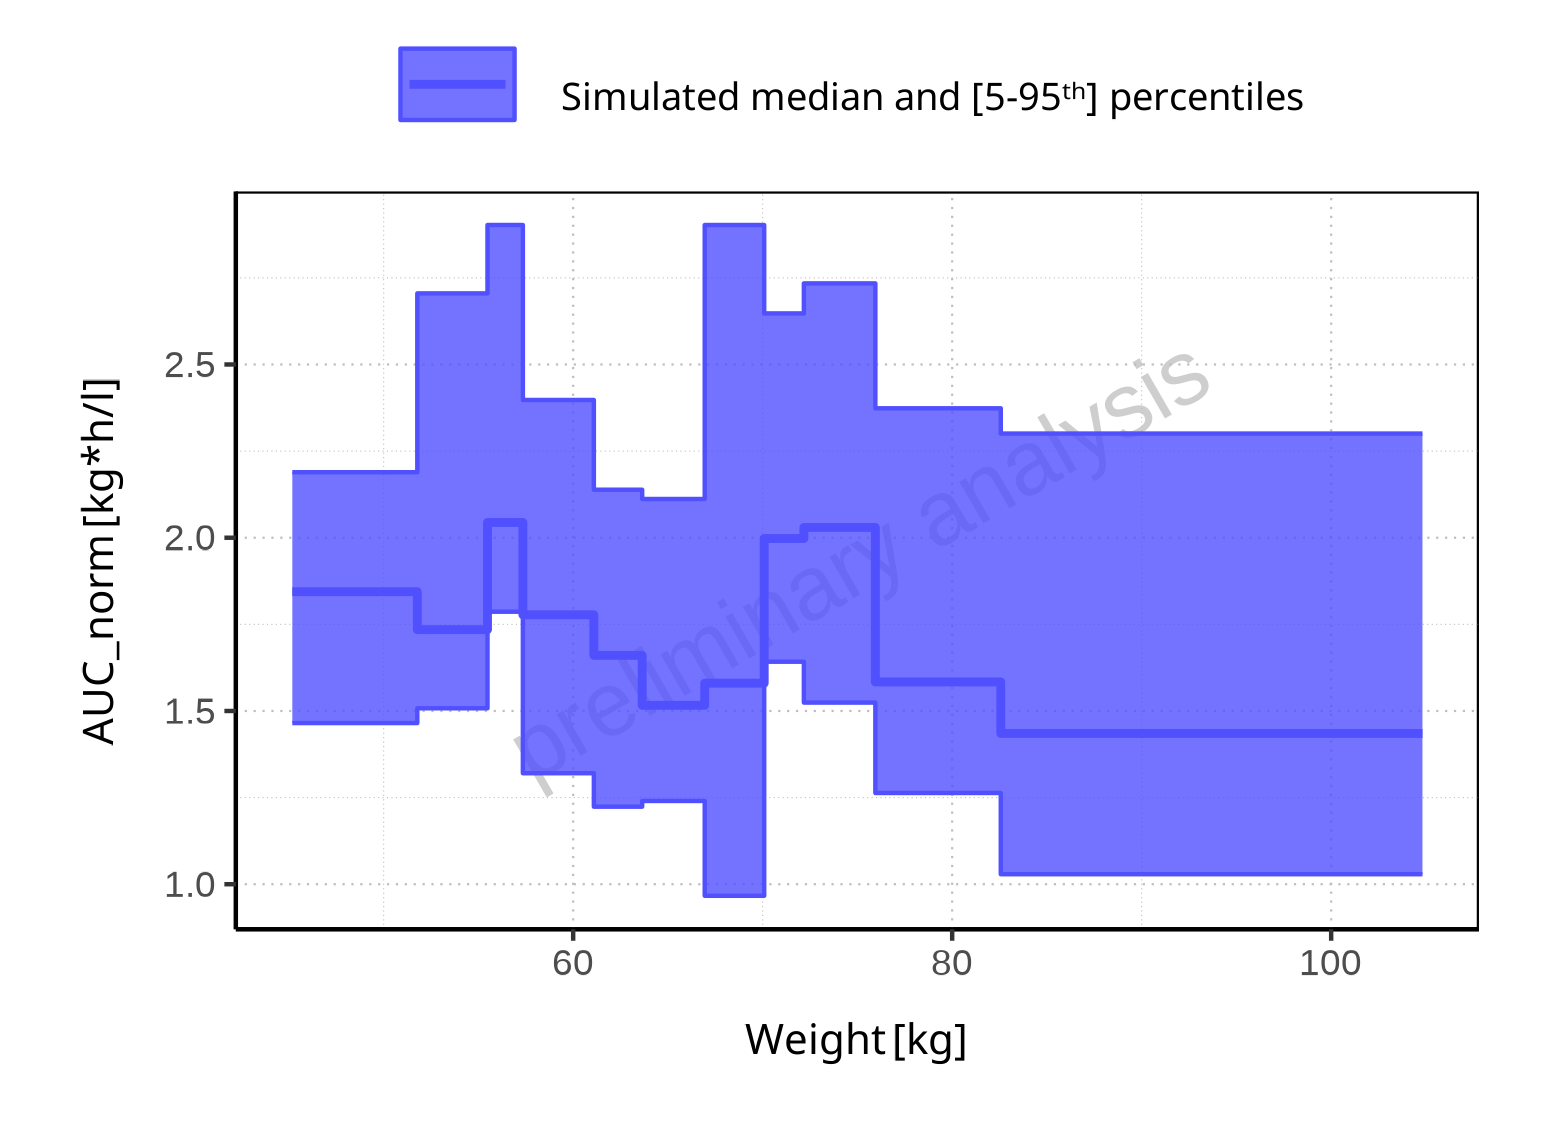 Simulated median and [5-95ᵗʰ] percentiles
AUC_norm [kg*h/l]
2.5
2.0
1.5
1.0
preliminary analysis
60 80 100
Weight [kg]